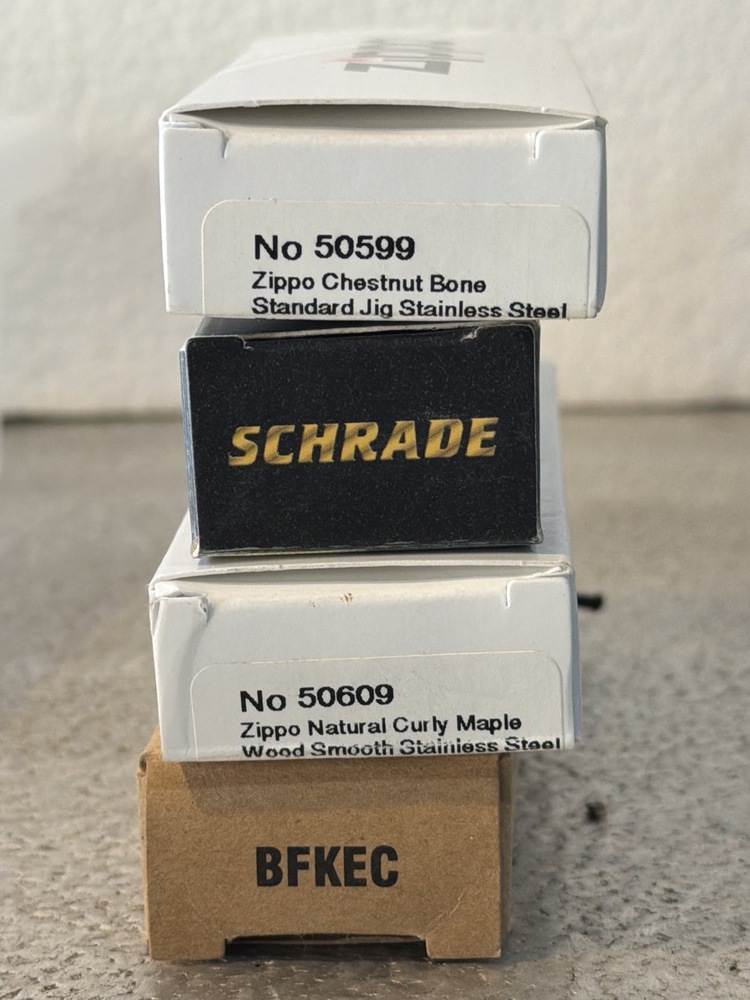 No 50599
Zippo Chestnut Bone
Standard Jig Stainless Steel
SCHRADE
No 50609
Zippo Natural Curly Maple
Wood Smooth Stainless Steel
BFKEC